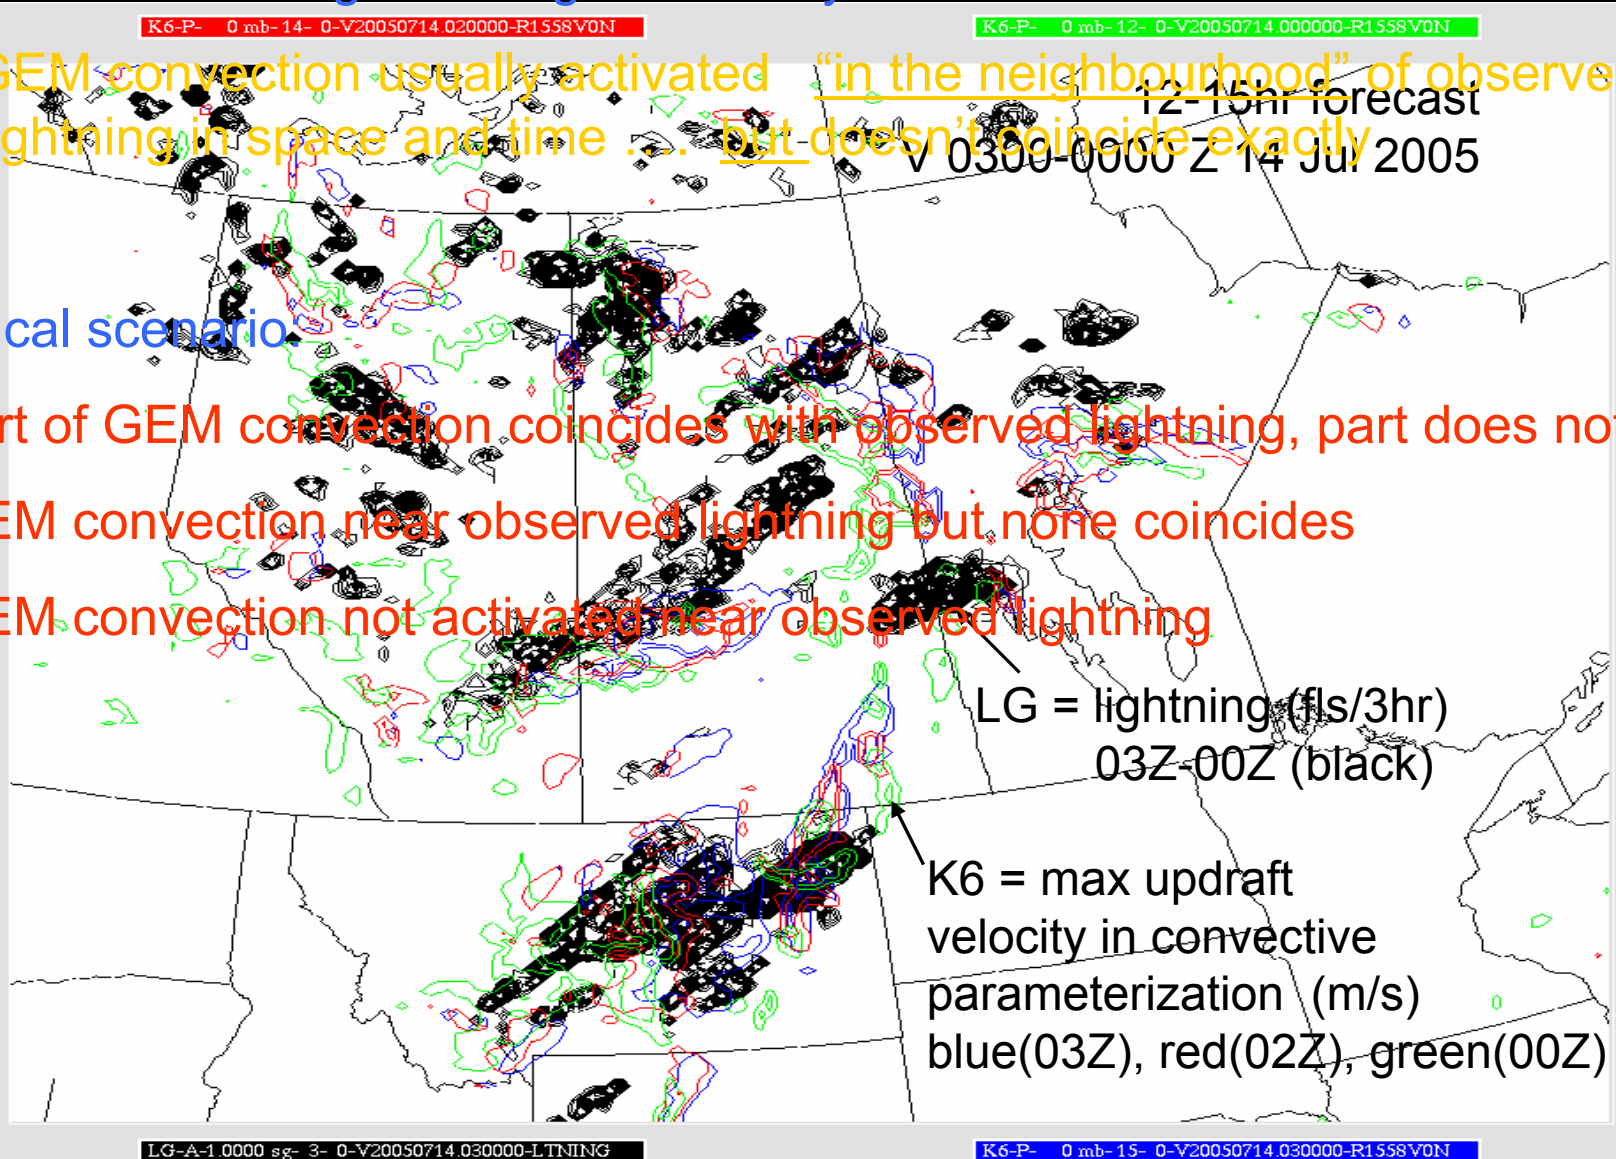 K6-P- 0 mb-14- 0-V20050714.020000-R1558V0N
K6-P- 0 mb-12- 0-V20050714.000000-R1558V0N
GEM convection usually activated “in the neighbourhood” of observe
ghtning in space and time .... but doesn’t coincide exactly
12-15hr forecast
V 0300-0000 Z 14 Jul 2005
cal scenario:
rt of GEM convection coincides with observed lightning, part does no
EM convection near observed lightning but none coincides
EM convection not activated near observed lightning
LG = lightning (fls/3hr)
03Z-00Z (black)
K6 = max updraft
velocity in convective
parameterization (m/s)
blue(03Z), red(02Z), green(00Z)
LG-A-1.0000 sg- 3- 0-V20050714.030000-LTNING
K6-P- 0 mb-15- 0-V20050714.030000-R1558V0N